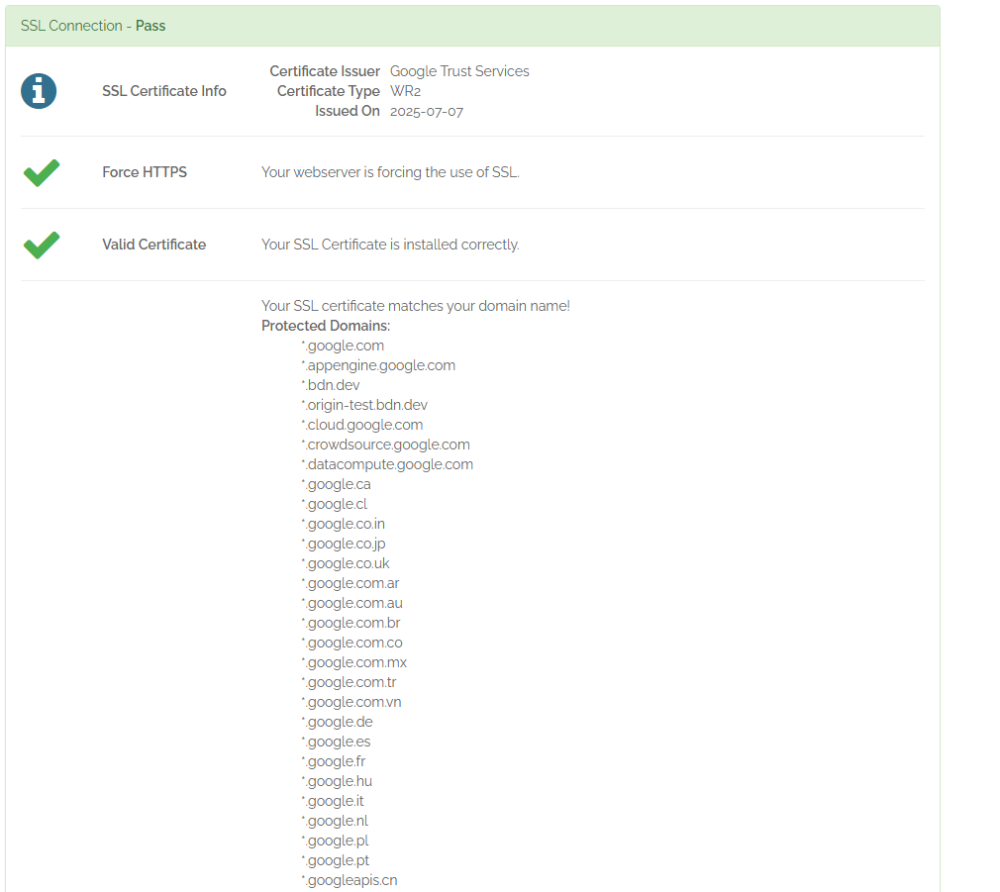 SSL Connection - Pass
SSL Certificate Info
Certificate Issuer Google Trust Services
Certificate Type WR2
Issued On 2025-07-07
Force HTTPS Your webserver is forcing the use of SSL.
Valid Certificate Your SSL Certificate is installed correctly.
Your SSL certificate matches your domain name!
Protected Domains:
*.google.com
*.appengine.google.com
*.bdn.dev
*.origin-test.bdn.dev
*.cloud.google.com
*.crowdsource.google.com
*.datacompute.google.com
*.google.ca
*.google.cl
*.google.co.in
*.google.co.jp
*.google.co.uk
*.google.com.ar
*.google.com.au
*.google.com.br
*.google.com.co
*.google.com.mx
*.google.com.tr
*.google.com.vn
*.google.de
*.google.es
*.google.fr
*.google.hu
*.google.it
*.google.nl
*.google.pl
*.google.pt
*.googleapis.cn